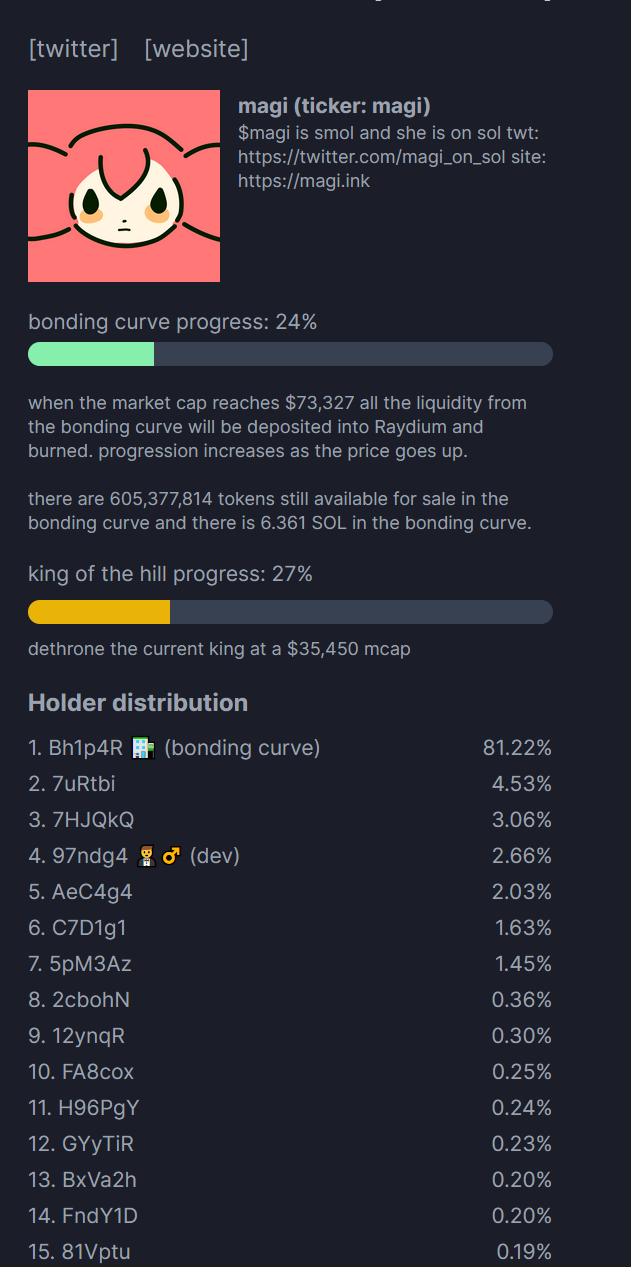 [twitter] [website]
magi (ticker: magi)
$magi is smol and she is on sol twt:
https://twitter.com/magi_on_sol site:
https://magi.ink
bonding curve progress: 24%
when the market cap reaches $73,327 all the liquidity from
the bonding curve will be deposited into Raydium and
burned. progression increases as the price goes up.
there are 605,377,814 tokens still available for sale in the
bonding curve and there is 6.361 SOL in the bonding curve.
king of the hill progress: 27%
dethrone the current king at a $35,450 mcap
Holder distribution
1. Bh1p4R 🏦 (bonding curve) 81.22%
2. 7uRtbi 4.53%
3. 7HJQkQ 3.06%
4. 97ndg4 🤵‍♂️ (dev) 2.66%
5. AeC4g4 2.03%
6. C7D1g1 1.63%
7. 5pM3Az 1.45%
8. 2cbohN 0.36%
9. 12ynqR 0.30%
10. FA8cox 0.25%
11. H96PgY 0.24%
12. GYyTiR 0.23%
13. BxVa2h 0.20%
14. FndY1D 0.20%
15. 81Vptu 0.19%